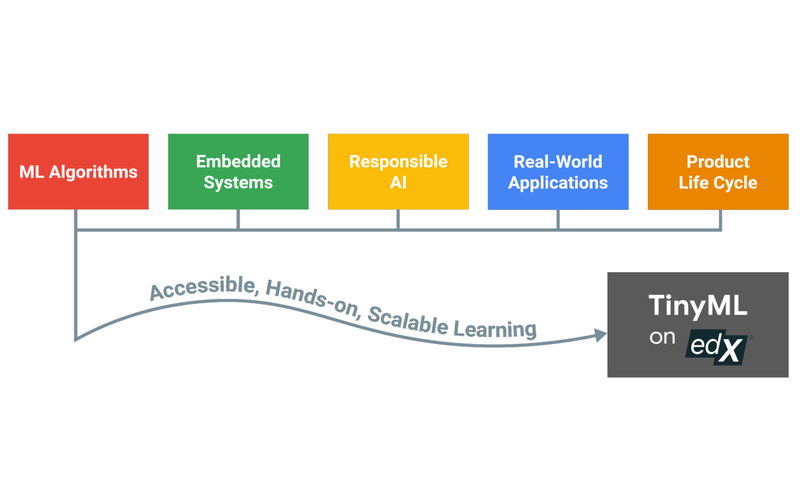 ML Algorithms
Embedded
Systems
Responsible
AI
Real-World
Applications
Product
Life Cycle
Accessible, Hands-on, Scalable Learning
TinyML
on edX